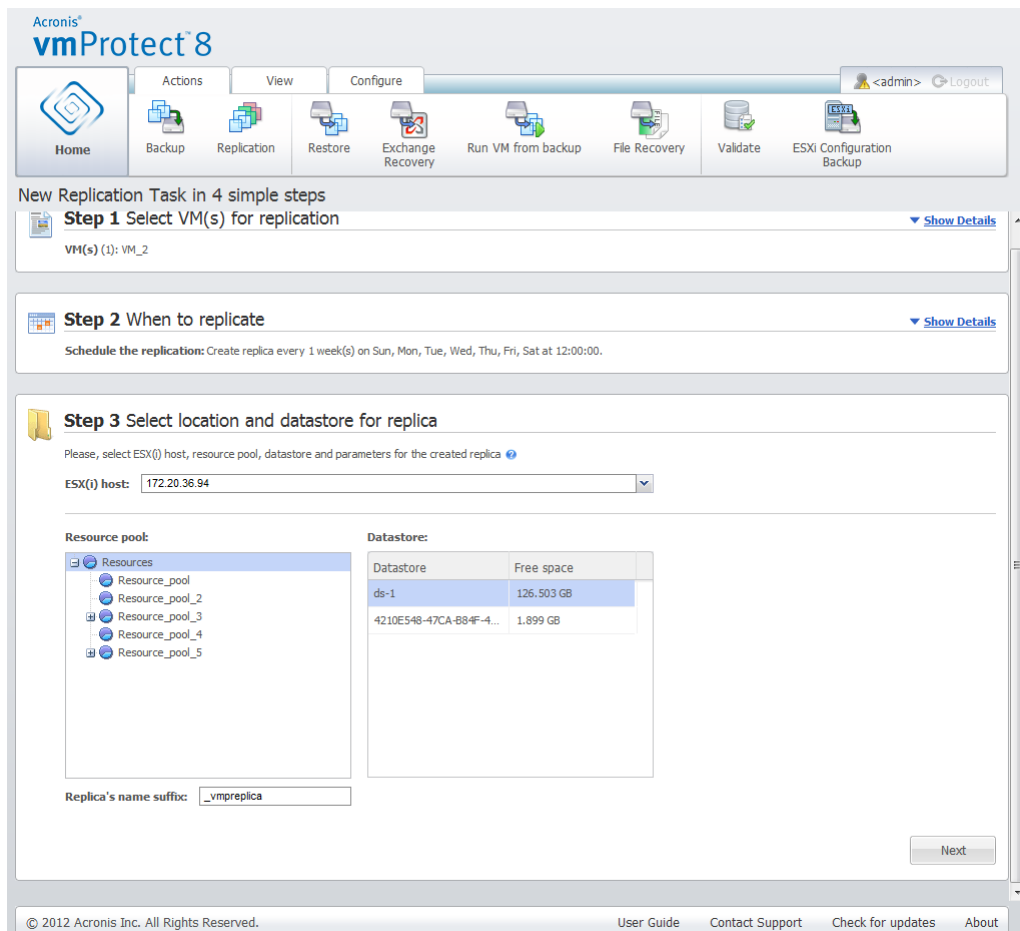 Acronis®
vmProtect™8
Actions View Configure
<admin> Logout
Home
Backup
Replication
Restore
Exchange Recovery
Run VM from backup
File Recovery
Validate
ESXi Configuration Backup
New Replication Task in 4 simple steps
Step 1 Select VM(s) for replication
Show Details
VM(s) (1): VM_2
Step 2 When to replicate
Show Details
Schedule the replication: Create replica every 1 week(s) on Sun, Mon, Tue, Wed, Thu, Fri, Sat at 12:00:00.
Step 3 Select location and datastore for replica
Please, select ESX(i) host, resource pool, datastore and parameters for the created replica
ESX(i) host: 172.20.36.94
Resource pool:
Resources
Resource_pool
Resource_pool_2
Resource_pool_3
Resource_pool_4
Resource_pool_5
Datastore:
Datastore Free space
ds-1 126.503 GB
4210E548-47CA-B84F-4... 1.899 GB
Replica's name suffix: _vmpreplica
Next
© 2012 Acronis Inc. All Rights Reserved.
User Guide Contact Support Check for updates About